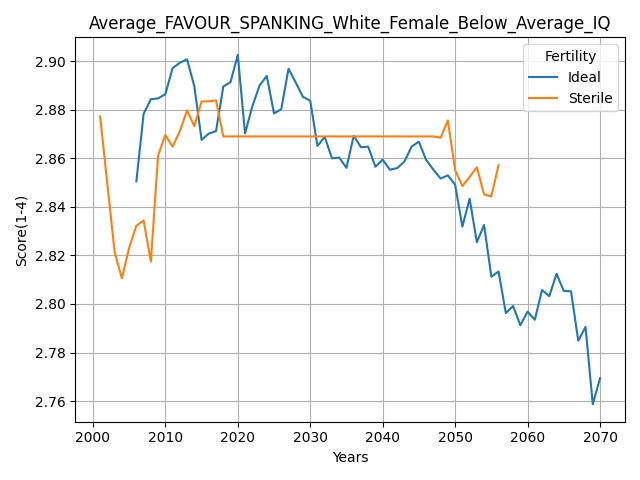 Average_FAVOUR_SPANKING_White_Female_Below_Average_IQ
Fertility
Ideal
Sterile
Score(1-4)
2.90
2.88
2.86
2.84
2.82
2.80
2.78
2.76
2000 2010 2020 2030 2040 2050 2060 2070
Years